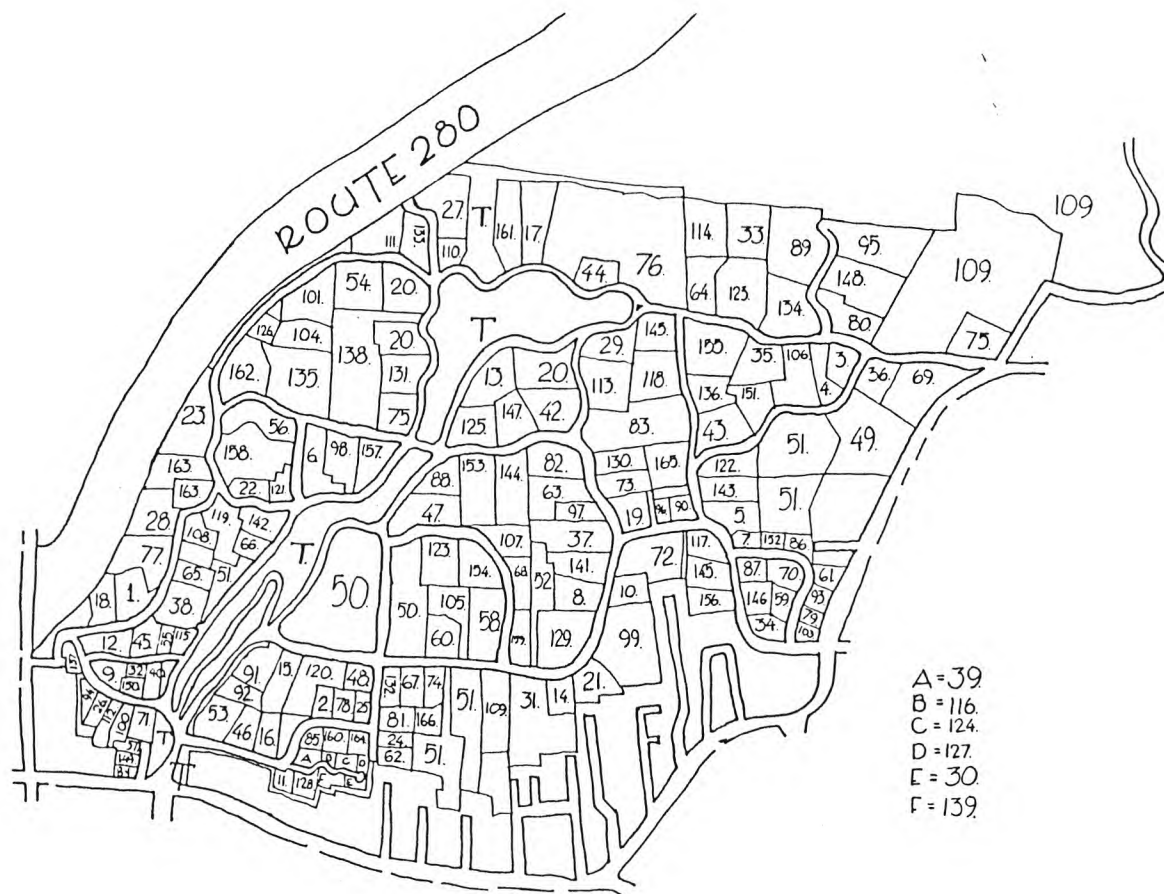 ROUTE 280
109
27. T. 161. 17. 114. 33. 89. 95.
111. 155. 110. 44. 76. 148. 109.
54. 20. 64. 123. 134. 80. 75.
101. T 145.
126. 104. 138. 20. 29. 155. 35. 106. 3. 36. 69.
162. 135. 131. 13. 20. 113. 118. 136. 151. 4.
23. 56. 75. 125. 147. 42. 83. 43. 51. 49.
158. 6. 98. 157.
163. 153. 144. 82. 130. 165. 122.
163. 22. 121. 88. 63. 73. 143. 51.
28. 119. 142. 47. 97. 19. 96. 90. 5.
108. 66. T. 107. 37. 72. 117. 7. 152. 86.
77. 65. 51. 50. 123. 154. 68. 52. 141. 145. 87. 70. 61.
18. 1. 38. 50. 105. 58. 8. 10. 156. 146. 59. 93.
12. 45. 115. 60. 129. 99. 34. 79. 103.
9. 32. 40. 91. 15. 120. 48. 132. 67. 74. 51. 109. 31. 14. 21.
150. 92. 2. 78. 25.
71. 53. 46. 16. 81. 166.
100. T 85. 160. 164. 24. 51.
57. A B C D 62.
11. 128. F E
A = 39.
B = 116.
C = 124.
D = 127.
E = 30.
F = 139.